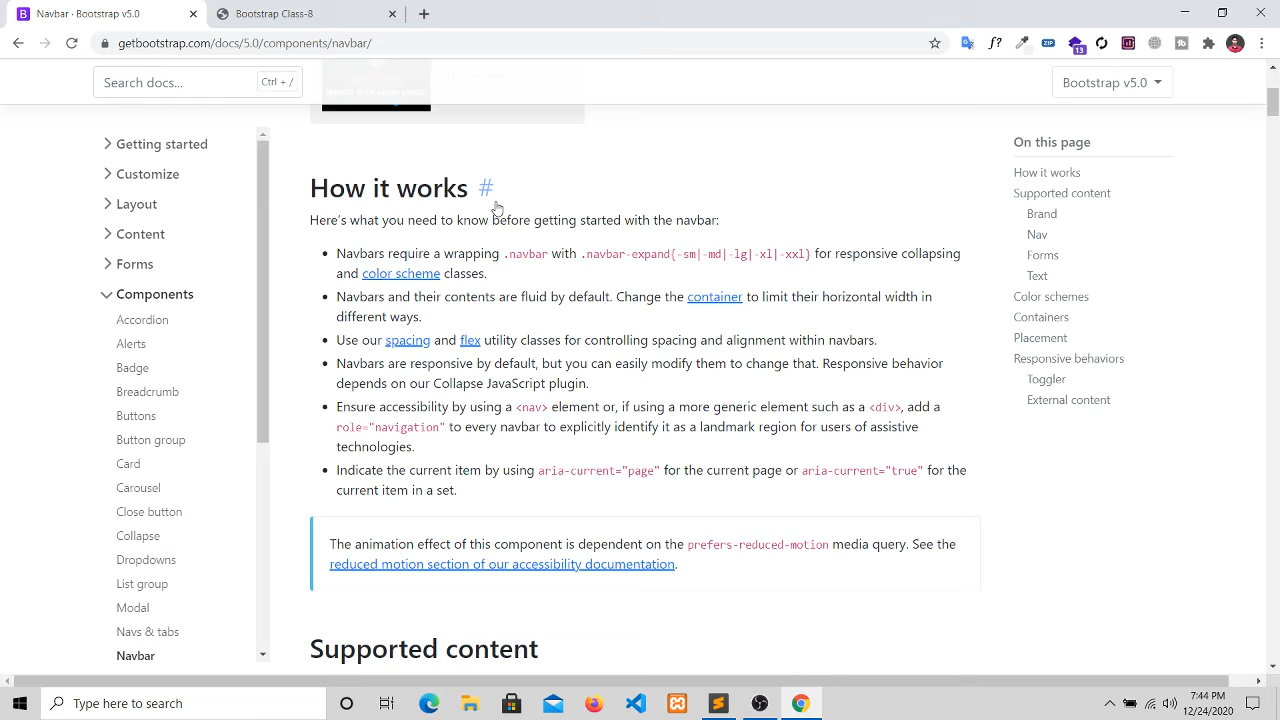 Navbar · Bootstrap v5.0
Bootstrap Class-8
getbootstrap.com/docs/5.0/components/navbar/
Search docs...
Ctrl + /
Bootstrap v5.0
Getting started
Customize
Layout
Content
Forms
Components
Accordion
Alerts
Badge
Breadcrumb
Buttons
Button group
Card
Carousel
Close button
Collapse
Dropdowns
List group
Modal
Navs & tabs
Navbar
How it works #
Here's what you need to know before getting started with the navbar:
• Navbars require a wrapping .navbar with .navbar-expand{-sm|-md|-lg|-xl|-xxl} for responsive collapsing
and color scheme classes.
• Navbars and their contents are fluid by default. Change the container to limit their horizontal width in
different ways.
• Use our spacing and flex utility classes for controlling spacing and alignment within navbars.
• Navbars are responsive by default, but you can easily modify them to change that. Responsive behavior
depends on our Collapse JavaScript plugin.
• Ensure accessibility by using a <nav> element or, if using a more generic element such as a <div>, add a
role="navigation" to every navbar to explicitly identify it as a landmark region for users of assistive
technologies.
• Indicate the current item by using aria-current="page" for the current page or aria-current="true" for the
current item in a set.
The animation effect of this component is dependent on the prefers-reduced-motion media query. See the
reduced motion section of our accessibility documentation.
Supported content
On this page
How it works
Supported content
Brand
Nav
Forms
Text
Color schemes
Containers
Placement
Responsive behaviors
Toggler
External content
Type here to search
7:44 PM
12/24/2020
13
ZIP
f?